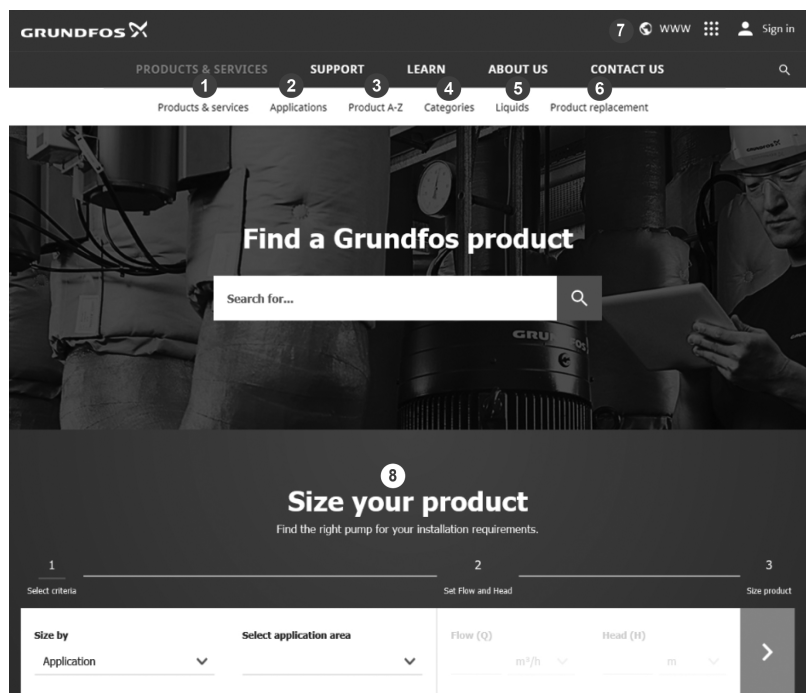 GRUNDFOS
7 WWW Sign in
PRODUCTS & SERVICES SUPPORT LEARN ABOUT US CONTACT US
1 2 3 4 5 6
Products & services Applications Product A-Z Categories Liquids Product replacement
GRUNDFOS
Find a Grundfos product
Search for...
8
Size your product
Find the right pump for your installation requirements.
1 2 3
Select criteria Set Flow and Head Size product
Size by Select application area Flow (Q) Head (H)
Application m³/h m